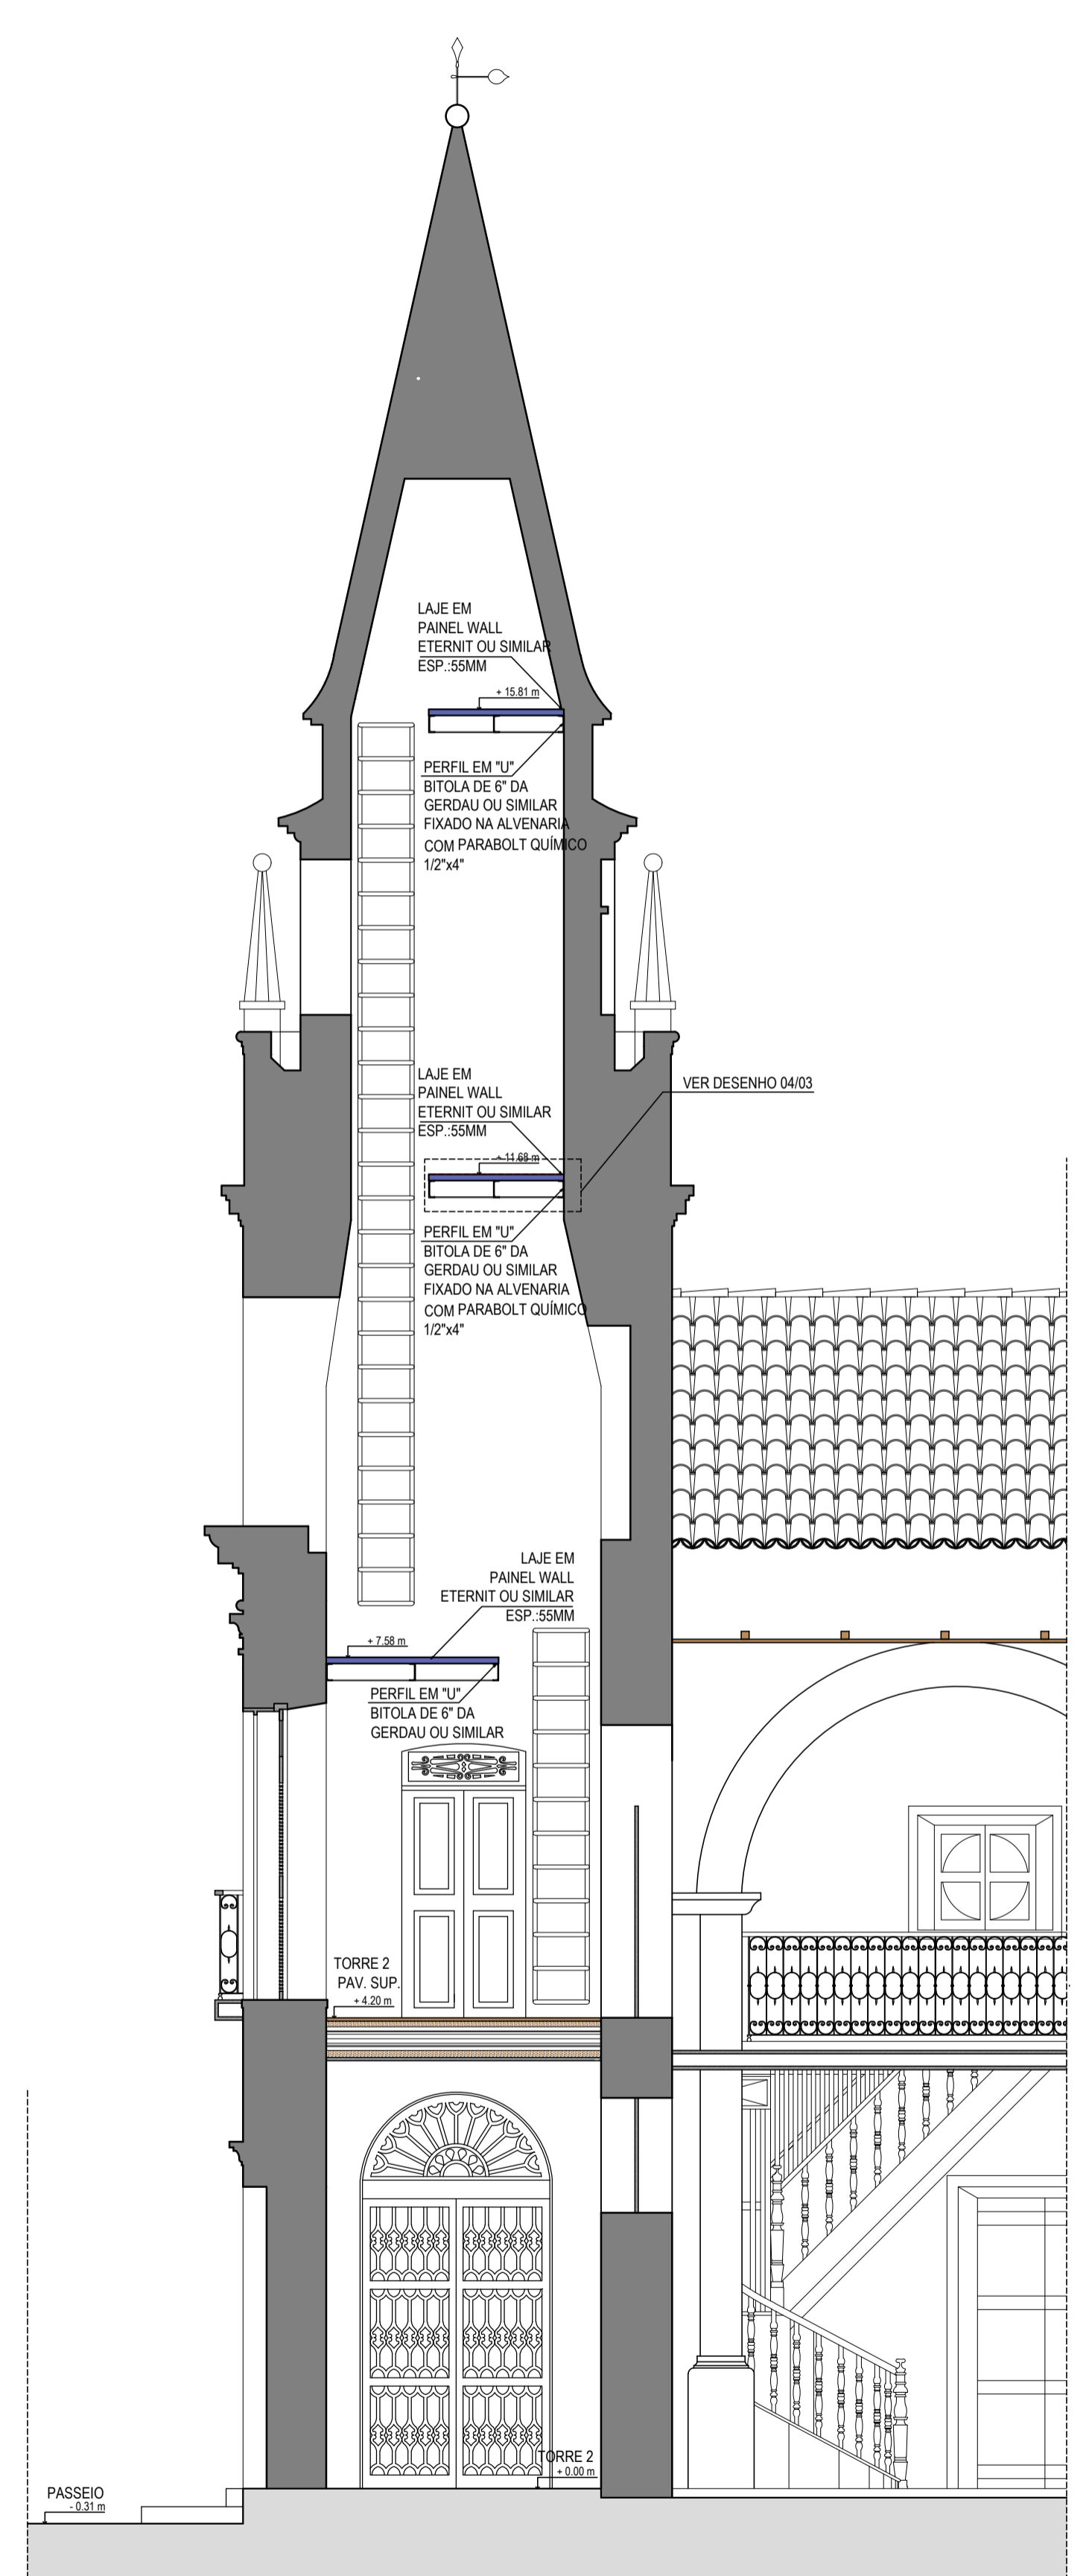 LAJE EM
PAINEL WALL
ETERNIT OU SIMILAR
ESP.:55MM
+ 15.81 m
PERFIL EM "U"
BITOLA DE 6" DA
GERDAU OU SIMILAR
FIXADO NA ALVENARIA
COM PARABOLT QUÍMICO
1/2"x4"
LAJE EM
PAINEL WALL
ETERNIT OU SIMILAR
ESP.:55MM
VER DESENHO 04/03
+ 11.68 m
PERFIL EM "U"
BITOLA DE 6" DA
GERDAU OU SIMILAR
FIXADO NA ALVENARIA
COM PARABOLT QUÍMICO
1/2"x4"
LAJE EM
PAINEL WALL
ETERNIT OU SIMILAR
ESP.:55MM
+ 7.58 m
PERFIL EM "U"
BITOLA DE 6" DA
GERDAU OU SIMILAR
TORRE 2
PAV. SUP.
+ 4.20 m
TORRE 2
+ 0.00 m
PASSEIO
- 0.31 m